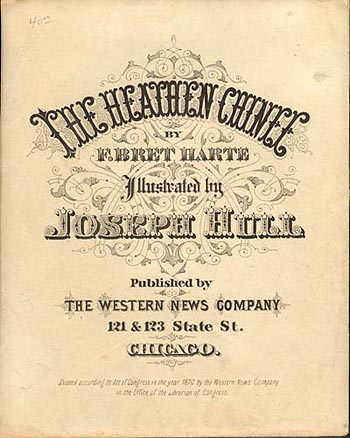 40.00
THE HEATHEN CHINEE
BY
F. BRET HARTE
Illustrated by
JOSEPH HULL
Published by
THE WESTERN NEWS COMPANY
121 & 123 State St.
CHICAGO.
Entered according to Act of Congress in the year 1870 by the Western News Company
in the Office of the Librarian of Congress.